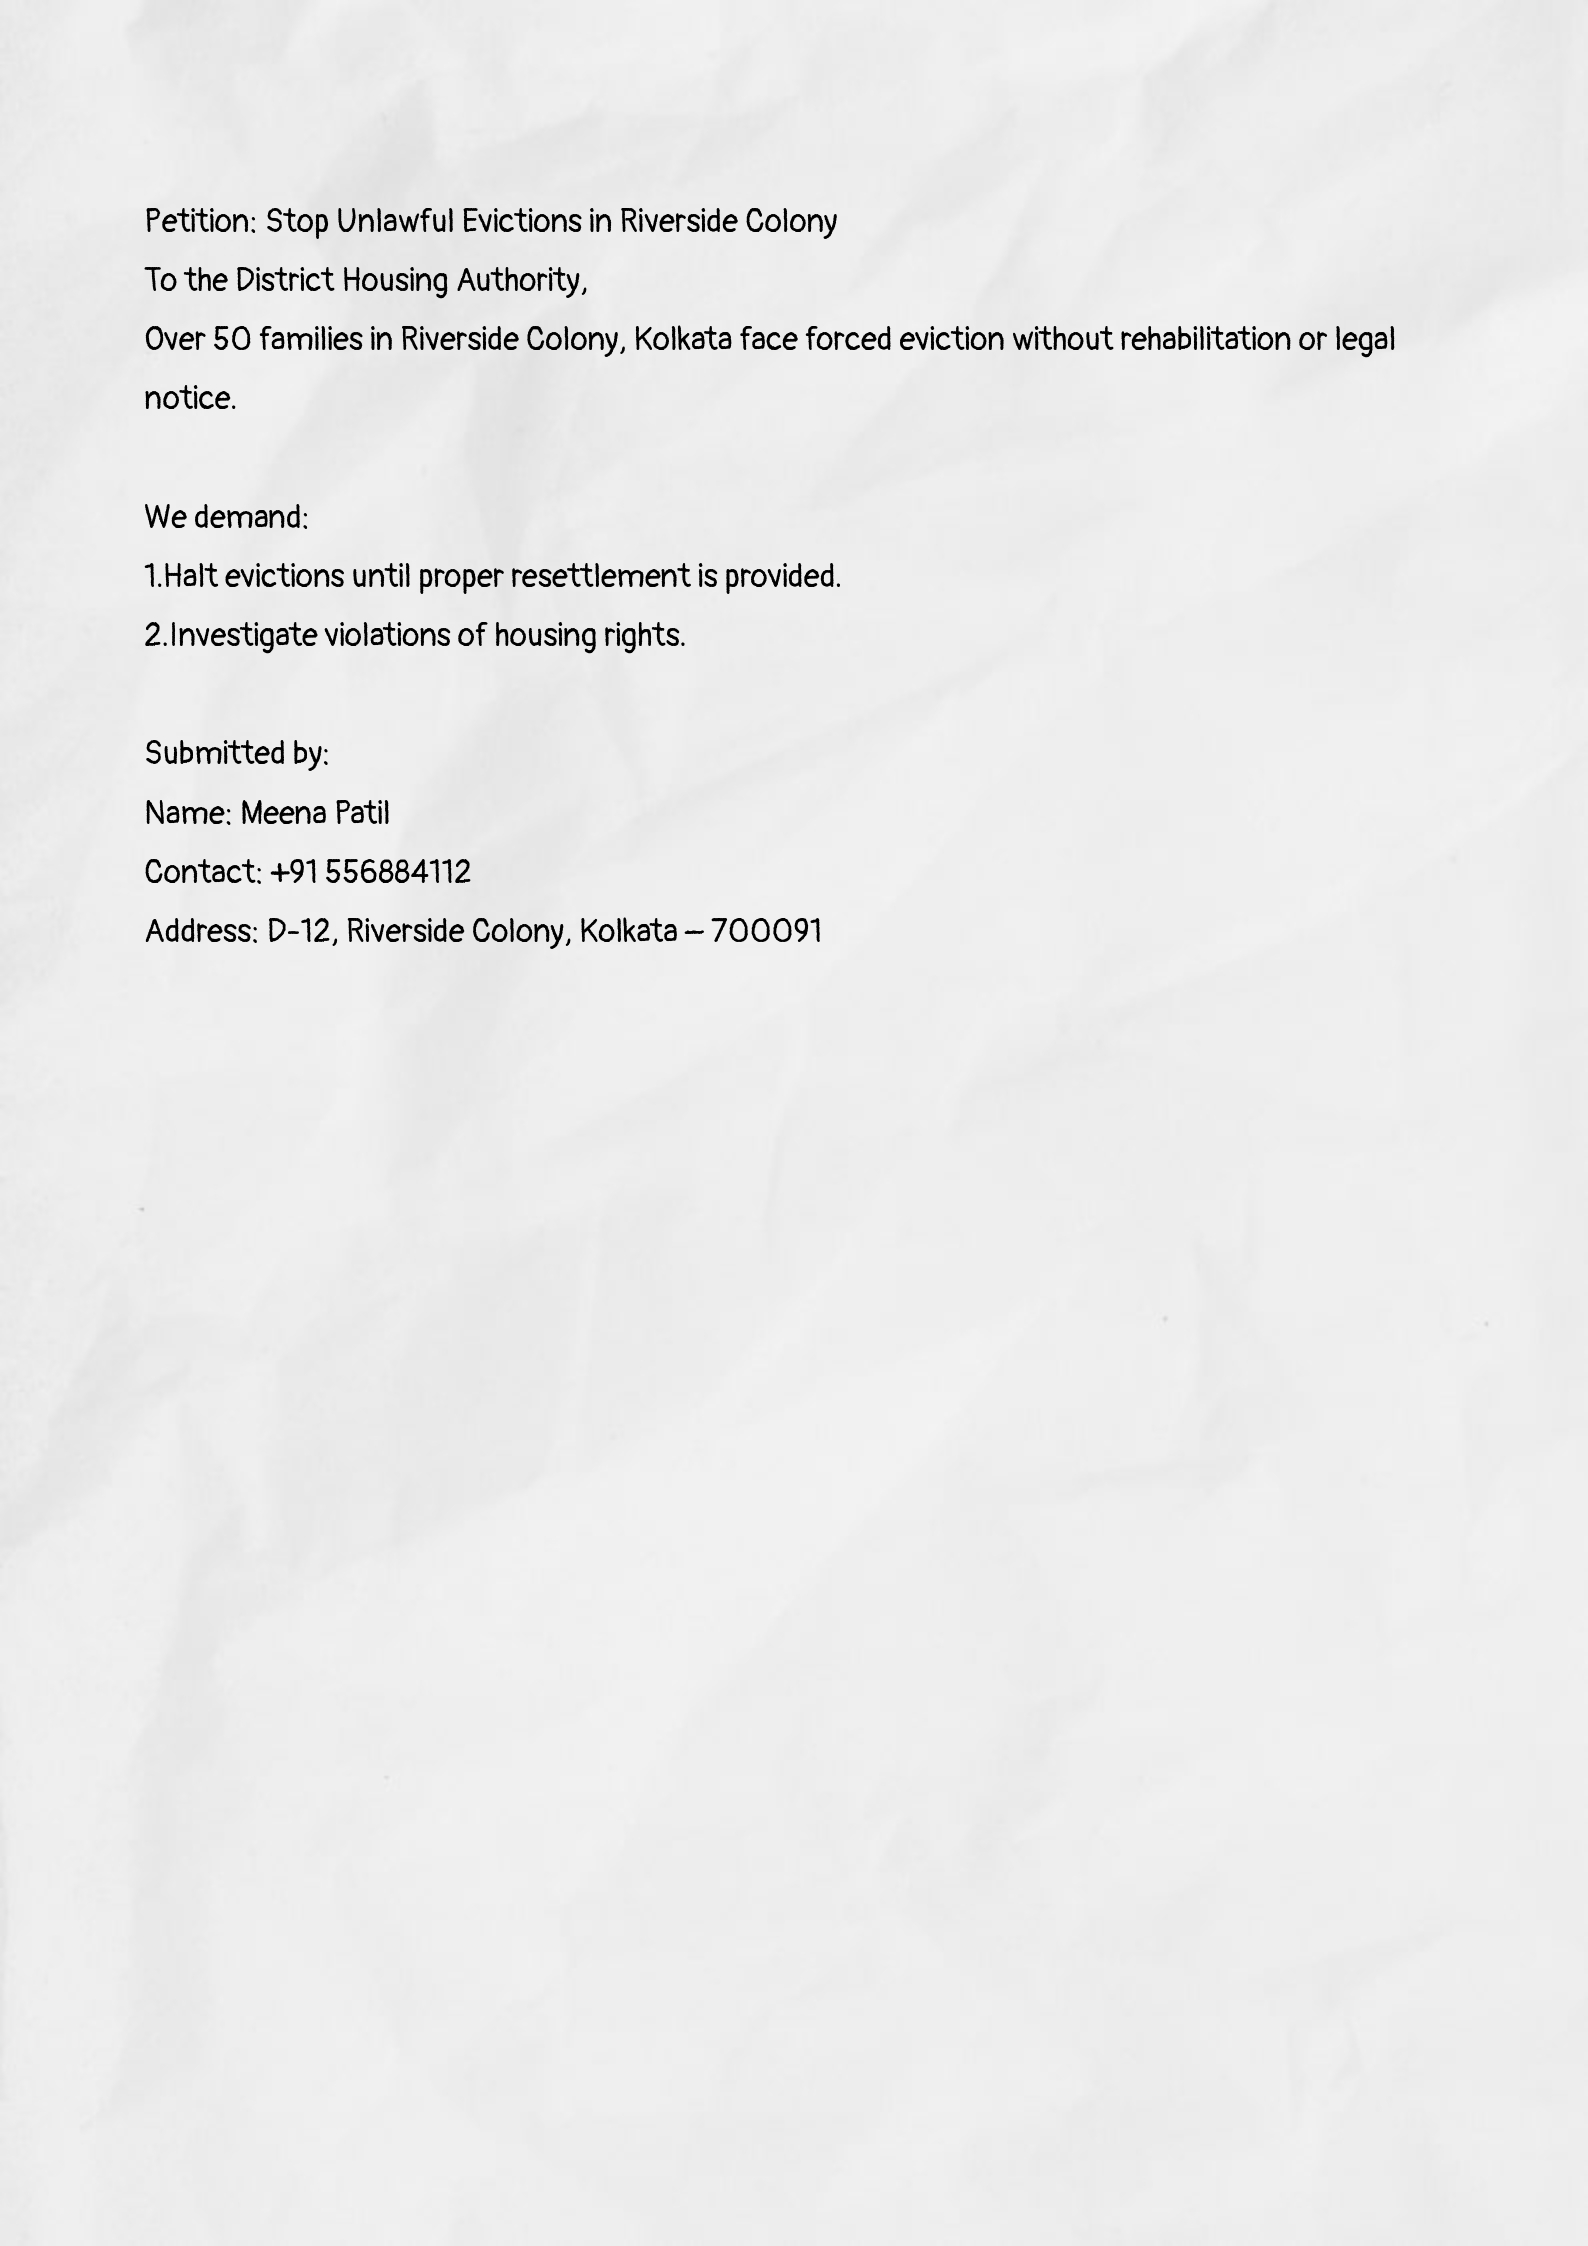 Petition: Stop Unlawful Evictions in Riverside Colony
To the District Housing Authority,
Over 50 families in Riverside Colony, Kolkata face forced eviction without rehabilitation or legal
notice.
We demand:
1.Halt evictions until proper resettlement is provided.
2.Investigate violations of housing rights.
Submitted by:
Name: Meena Patil
Contact: +91 556884112
Address: D-12, Riverside Colony, Kolkata – 700091